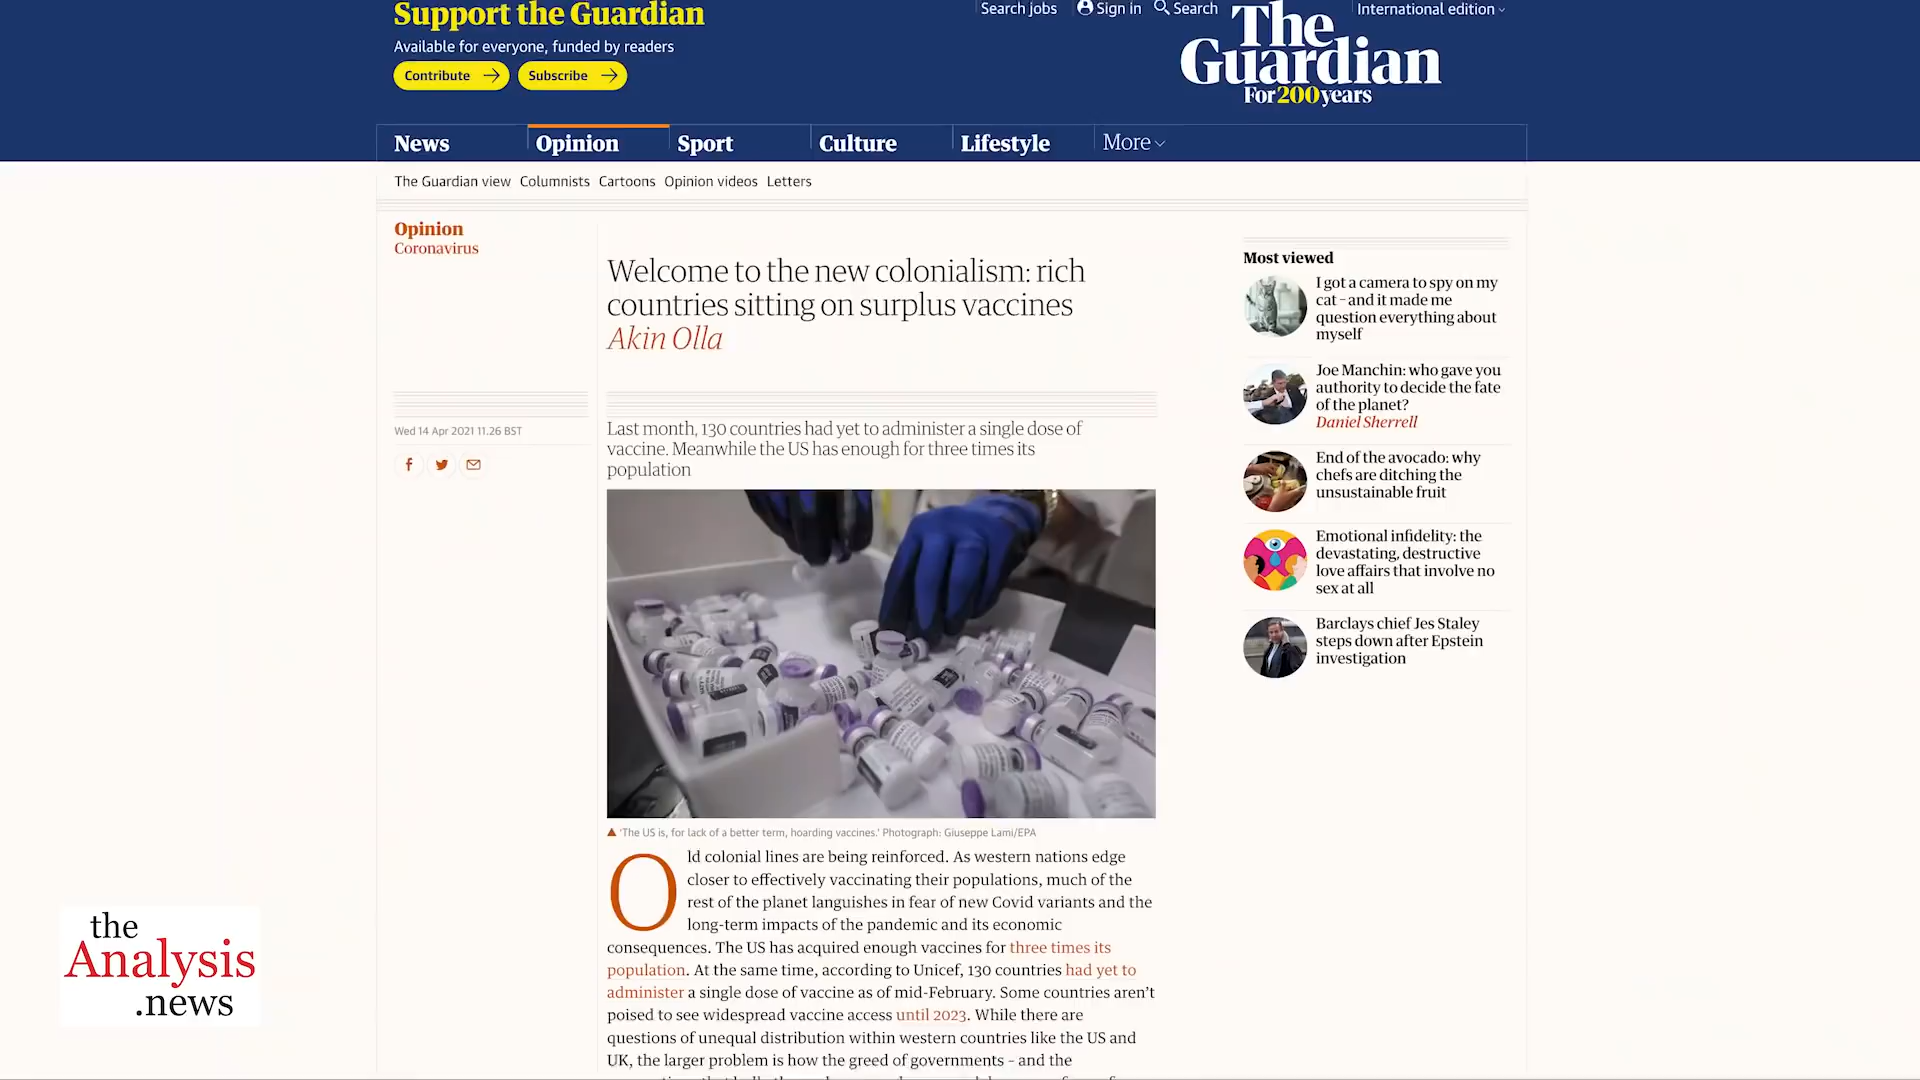 Support the Guardian
Available for everyone, funded by readers
Contribute
Subscribe
Search jobs
Sign in
Search
International edition
The
Guardian
For 200 years
News
Opinion
Sport
Culture
Lifestyle
More
The Guardian view
Columnists
Cartoons
Opinion videos
Letters
Opinion
Coronavirus
Welcome to the new colonialism: rich
countries sitting on surplus vaccines
Akin Olla
Wed 14 Apr 2021 11.26 BST
Last month, 130 countries had yet to administer a single dose of
vaccine. Meanwhile the US has enough for three times its
population
'The US is, for lack of a better term, hoarding vaccines.' Photograph: Giuseppe Lami/EPA
Old colonial lines are being reinforced. As western nations edge
closer to effectively vaccinating their populations, much of the
rest of the planet languishes in fear of new Covid variants and the
long-term impacts of the pandemic and its economic
consequences. The US has acquired enough vaccines for three times its
population. At the same time, according to Unicef, 130 countries had yet to
administer a single dose of vaccine as of mid-February. Some countries aren't
poised to see widespread vaccine access until 2023. While there are
questions of unequal distribution within western countries like the US and
UK, the larger problem is how the greed of governments – and the
Most viewed
I got a camera to spy on my
cat – and it made me
question everything about
myself
Joe Manchin: who gave you
authority to decide the fate
of the planet?
Daniel Sherrell
End of the avocado: why
chefs are ditching the
unsustainable fruit
Emotional infidelity: the
devastating, destructive
love affairs that involve no
sex at all
Barclays chief Jes Staley
steps down after Epstein
investigation
the
Analysis
.news